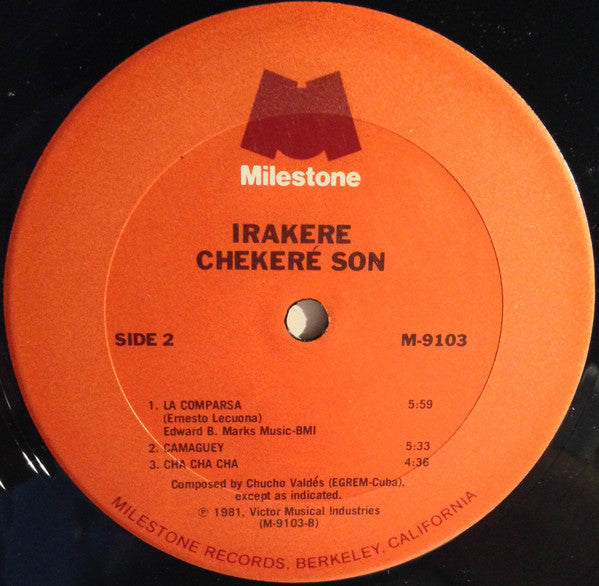 Milestone
IRAKERE
CHEKERÉ SON
SIDE 2
M-9103
1. LA COMPARSA 5:59
(Ernesto Lecuona)
Edward B. Marks Music-BMI
2. CAMAGUEY 5:33
3. CHA CHA CHA 4:36
Composed by Chucho Valdés (EGREM-Cuba),
except as indicated.
℗ 1981, Victor Musical Industries
(M-9103-B)
MILESTONE RECORDS, BERKELEY, CALIFORNIA